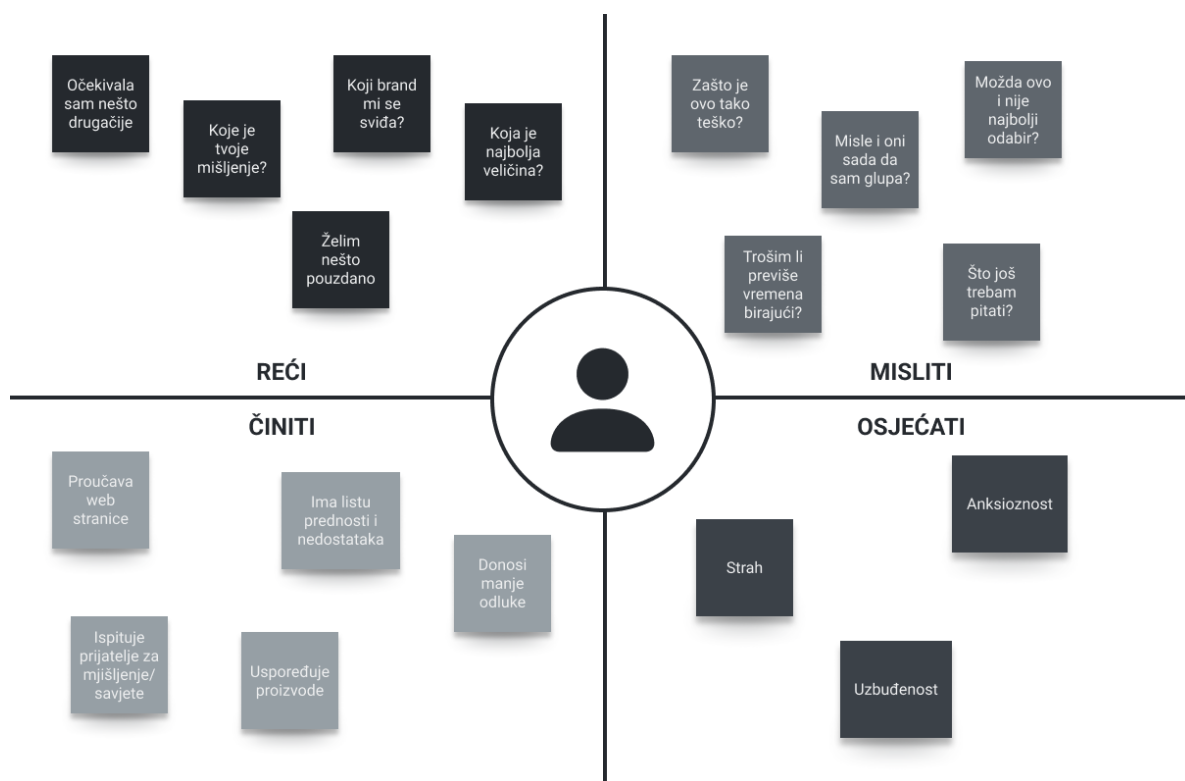 Očekivala
sam nešto
drugačije
Koje je
tvoje
mišljenje?
Koji brand
mi se
sviđa?
Koja je
najbolja
veličina?
Želim
nešto
pouzdano
REĆI
Zašto je
ovo tako
teško?
Misle i oni
sada da
sam glupa?
Možda ovo
i nije
najbolji
odabir?
Trošim li
previše
vremena
birajući?
Što još
trebam
pitati?
MISLITI
ČINITI
Proučava
web
stranice
Ima listu
prednosti i
nedostataka
Donosi
manje
odluke
Ispituje
prijatelje za
mjišljenje/
savjete
Uspoređuje
proizvode
OSJEĆATI
Anksioznost
Strah
Uzbuđenost